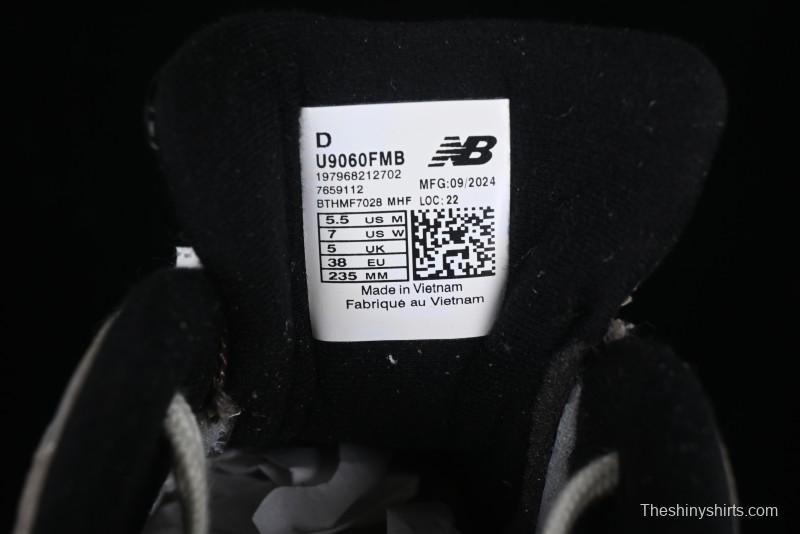 D
U9060FMB
NB
197968212702
7659112
MFG:09/2024
BTHMF7028 MHF LOC: 22
5.5 US M
7 US W
5 UK
38 EU
235 MM
Made in Vietnam
Fabriqué au Vietnam
Theshinyshirts.com